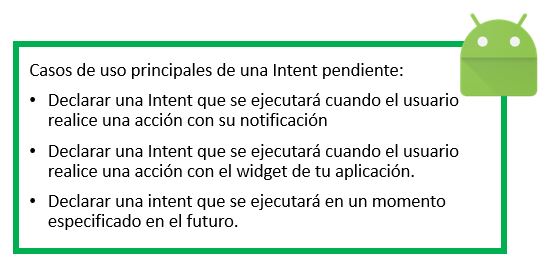 Casos de uso principales de una Intent pendiente:
• Declarar una Intent que se ejecutará cuando el usuario
realice una acción con su notificación
• Declarar una Intent que se ejecutará cuando el usuario
realice una acción con el widget de tu aplicación.
• Declarar una intent que se ejecutará en un momento
especificado en el futuro.